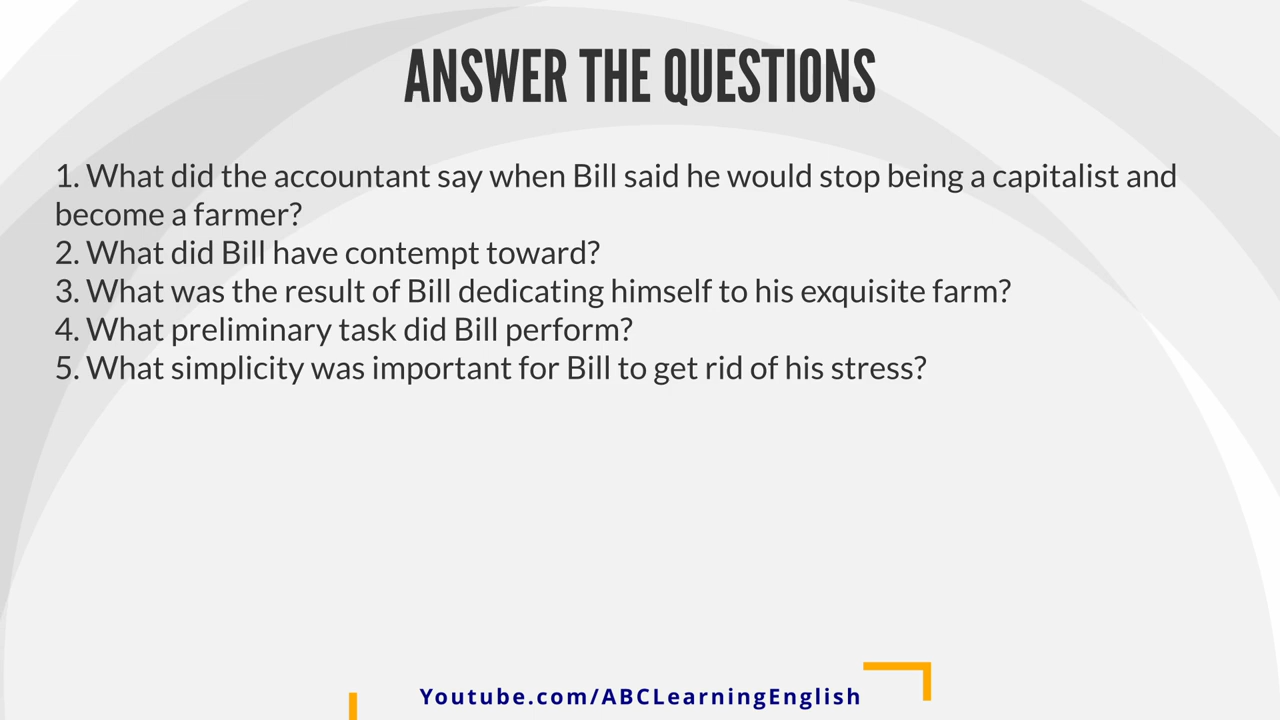 ANSWER THE QUESTIONS
1. What did the accountant say when Bill said he would stop being a capitalist and
become a farmer?
2. What did Bill have contempt toward?
3. What was the result of Bill dedicating himself to his exquisite farm?
4. What preliminary task did Bill perform?
5. What simplicity was important for Bill to get rid of his stress?
Youtube.com/ABCLearningEnglish